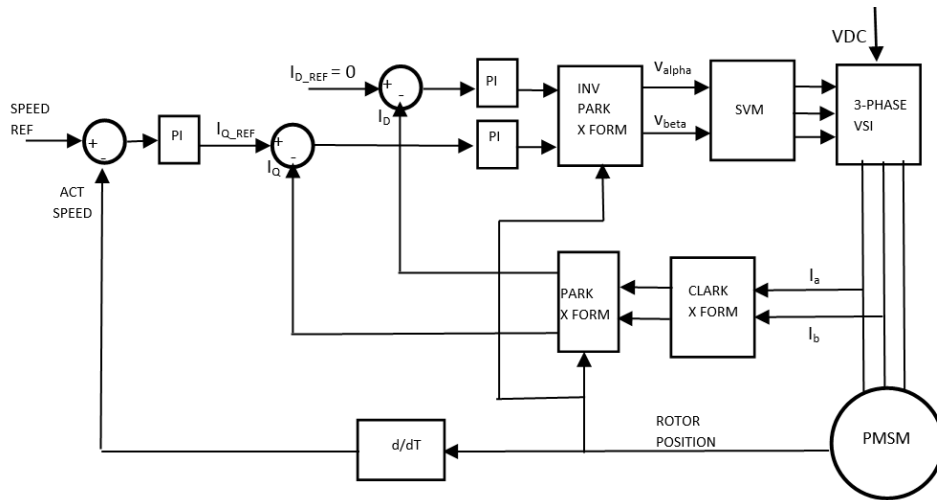 VDC
I_D_REF = 0
-
I_D
PI
INV
PARK
X FORM
V_alpha
V_beta
SVM
3-PHASE
VSI
SPEED
REF
+
-
PI
I_Q_REF
+
-
I_Q
PI
ACT
SPEED
PARK
X FORM
CLARK
X FORM
I_a
I_b
d/dT
ROTOR
POSITION
PMSM